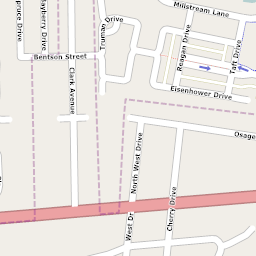 Millstream Lane
Truman Drive
Mayberry Drive
pruce Drive
Reagan Drive
Taft Drive
Bentson Street
Clark Avenue
Eisenhower Drive
Osage
North West Drive
Cherry Drive
West Dr